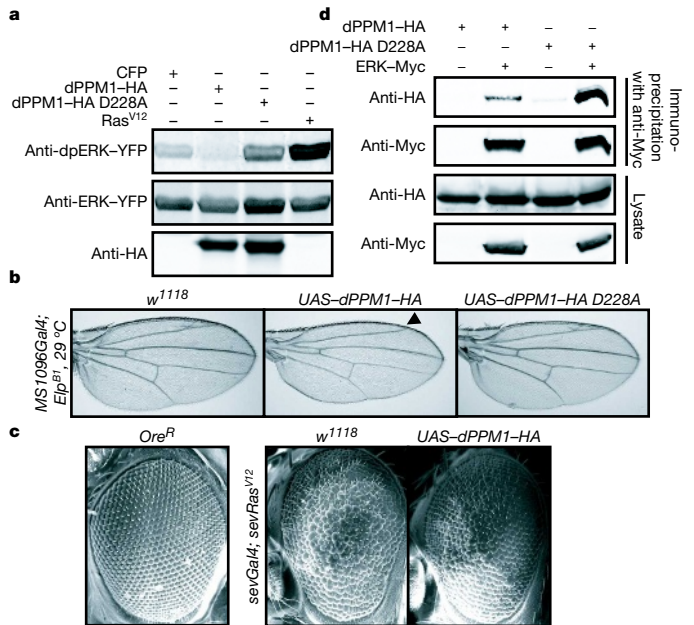 a
CFP + – – –
dPPM1–HA – + – –
dPPM1–HA D228A – – + –
Ras^V12 – – – +
Anti-dpERK–YFP
Anti-ERK–YFP
Anti-HA
d
dPPM1–HA + + – –
dPPM1–HA D228A – – + +
ERK–Myc – + – +
Anti-HA
Anti-Myc
Immuno-
precipitation
with anti-Myc
Anti-HA
Anti-Myc
Lysate
b
MS1096Gal4;
Elp^B1, 29 °C
w^1118
UAS–dPPM1–HA
UAS–dPPM1–HA D228A
c
Ore^R
sevGal4; sevRas^V12
w^1118
UAS–dPPM1–HA